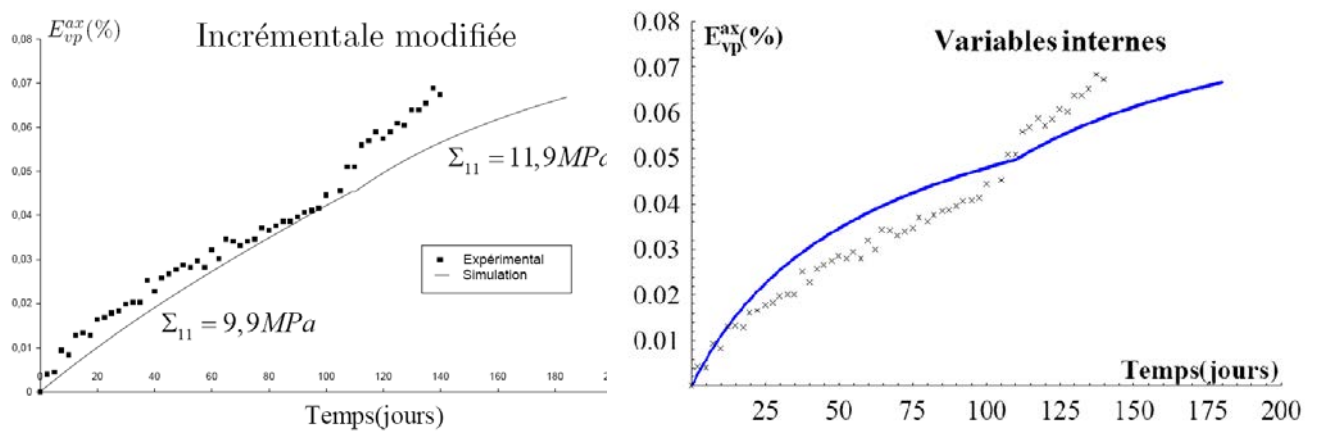 E_{vp}^{ax}(%)
Incrémentale modifiée
0,08
0,07
0,06
0,05
0,04
0,03
0,02
0,01
0
Σ₁₁ = 11,9MPa
Expérimental
Simulation
Σ₁₁ = 9,9MPa
0 20 40 60 80 100 120 140 160 180 2
Temps(jours)
0.08
E_{vp}^{ax}(%)
Variables internes
0.07
0.06
0.05
0.04
0.03
0.02
0.01
Temps(jours)
25 50 75 100 125 150 175 200